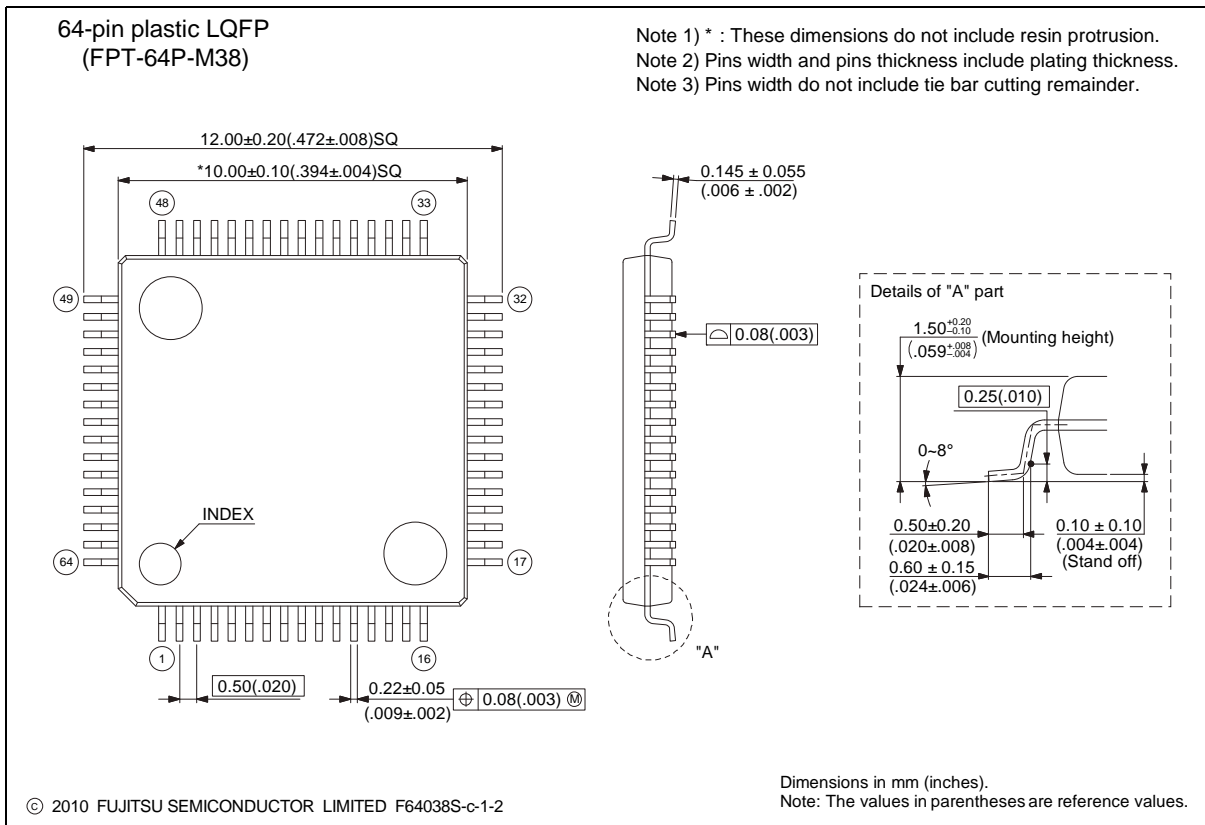 64-pin plastic LQFP
(FPT-64P-M38)
Note 1) * : These dimensions do not include resin protrusion.
Note 2) Pins width and pins thickness include plating thickness.
Note 3) Pins width do not include tie bar cutting remainder.
12.00±0.20(.472±.008)SQ
*10.00±0.10(.394±.004)SQ
48
33
49
32
INDEX
64
17
1
16
0.50(.020)
0.22±0.05
(.009±.002)
⌖ 0.08(.003) Ⓜ
0.145 ± 0.055
(.006 ± .002)
⌓ 0.08(.003)
"A"
Details of "A" part
1.50 +0.20 −0.10 (Mounting height)
(.059 +.008 −.004)
0.25(.010)
0~8°
0.50±0.20
(.020±.008)
0.60 ± 0.15
(.024±.006)
0.10 ± 0.10
(.004±.004)
(Stand off)
© 2010 FUJITSU SEMICONDUCTOR LIMITED F64038S-c-1-2
Dimensions in mm (inches).
Note: The values in parentheses are reference values.